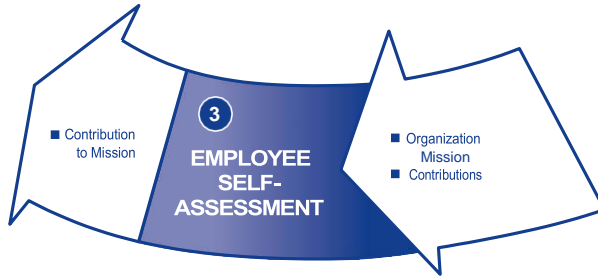 Contribution
to Mission
3
EMPLOYEE
SELF-
ASSESSMENT
Organization
Mission
Contributions